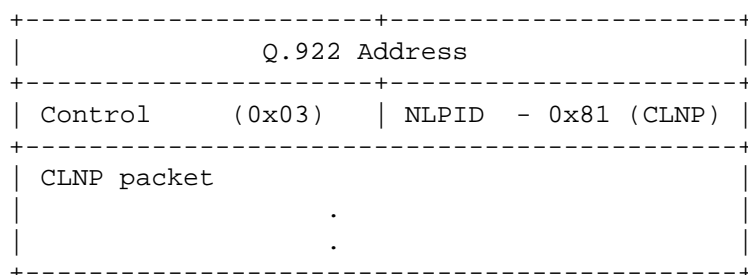 Q.922 Address
Control (0x03) | NLPID - 0x81 (CLNP)
CLNP packet
.
.